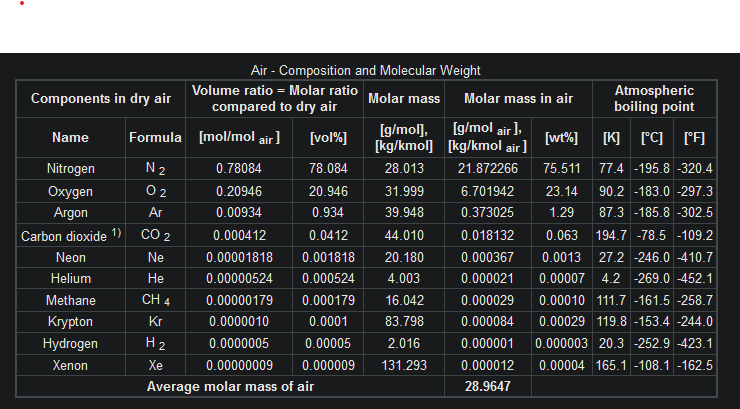 Air - Composition and Molecular Weight
Components in dry air Volume ratio = Molar ratio compared to dry air Molar mass Molar mass in air Atmospheric boiling point
Name Formula [mol/mol air] [vol%] [g/mol], [kg/kmol] [g/mol air], [kg/kmol air] [wt%] [K] [°C] [°F]
Nitrogen N2 0.78084 78.084 28.013 21.872266 75.511 77.4 -195.8 -320.4
Oxygen O2 0.20946 20.946 31.999 6.701942 23.14 90.2 -183.0 -297.3
Argon Ar 0.00934 0.934 39.948 0.373025 1.29 87.3 -185.8 -302.5
Carbon dioxide 1) CO2 0.000412 0.0412 44.010 0.018132 0.063 194.7 -78.5 -109.2
Neon Ne 0.00001818 0.001818 20.180 0.000367 0.0013 27.2 -246.0 -410.7
Helium He 0.00000524 0.000524 4.003 0.000021 0.00007 4.2 -269.0 -452.1
Methane CH4 0.00000179 0.000179 16.042 0.000029 0.00010 111.7 -161.5 -258.7
Krypton Kr 0.0000010 0.0001 83.798 0.000084 0.00029 119.8 -153.4 -244.0
Hydrogen H2 0.0000005 0.00005 2.016 0.000001 0.000003 20.3 -252.9 -423.1
Xenon Xe 0.00000009 0.000009 131.293 0.000012 0.00004 165.1 -108.1 -162.5
Average molar mass of air 28.9647